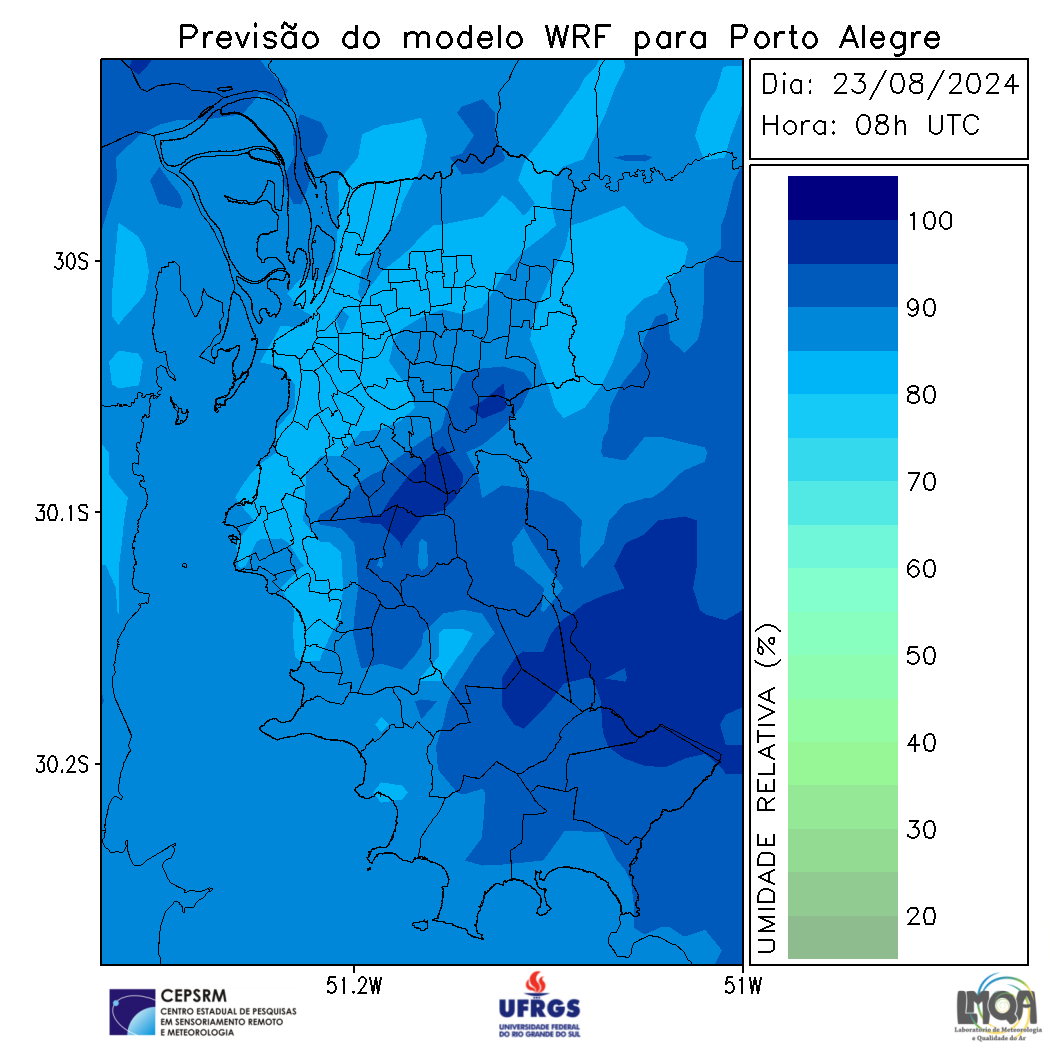 Previsão do modelo WRF para Porto Alegre
Dia: 23/08/2024
Hora: 08h UTC
100
90
80
70
60
50
40
30
20
UMIDADE RELATIVA (%)
30S
30.1S
30.2S
51.2W
51W
CEPSRM
CENTRO ESTADUAL DE PESQUISAS
EM SENSORIAMENTO REMOTO
E METEOROLOGIA
UFRGS
UNIVERSIDADE FEDERAL
DO RIO GRANDE DO SUL
LMQA
Laboratório de Meteorologia
e Qualidade do Ar